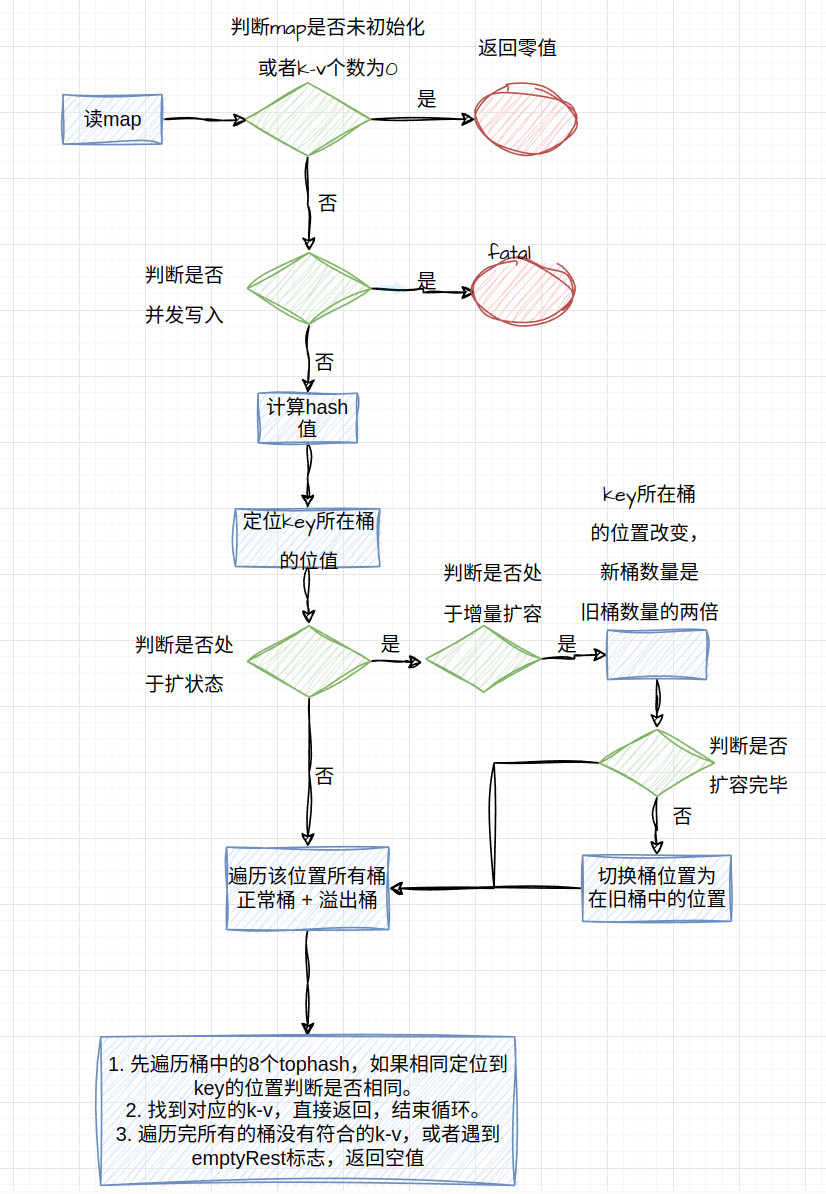 判断map是否未初始化
或者k-v个数为0
返回零值
读map
是
否
fatal
判断是否
并发写入
是
否
计算hash
值
定位key所在桶
的位值
key所在桶
的位置改变，
新桶数量是
旧桶数量的两倍
判断是否处
于增量扩容
判断是否处
于扩状态
是
是
判断是否
扩容完毕
否
否
遍历该位置所有桶
正常桶 + 溢出桶
切换桶位置为
在旧桶中的位置
1. 先遍历桶中的8个tophash，如果相同定位到
key的位置判断是否相同。
2. 找到对应的k-v，直接返回，结束循环。
3. 遍历完所有的桶没有符合的k-v，或者遇到
emptyRest标志，返回空值